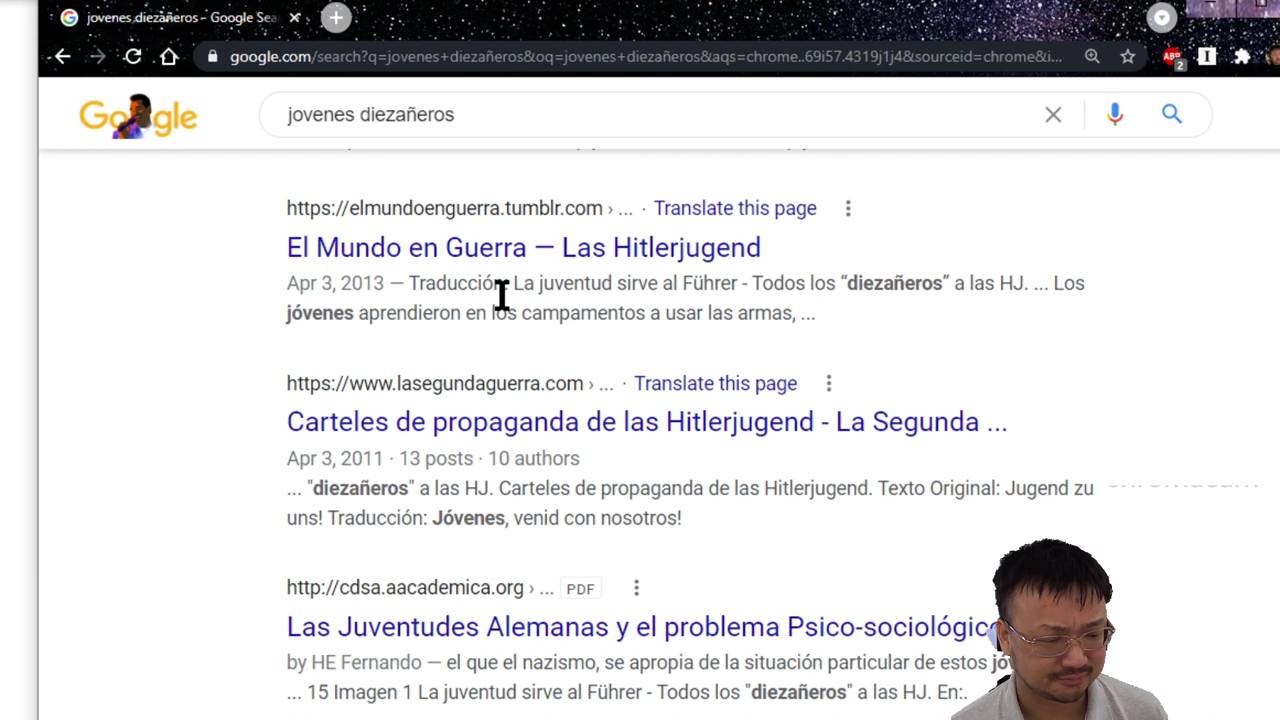 jovenes diezañeros - Google Sea
google.com/search?q=jovenes+diezañeros&oq=jovenes+diezañeros&aqs=chrome..69i57.4319j1j4&sourceid=chrome&i...
ABP
2
Google
jovenes diezañeros
https://elmundoenguerra.tumblr.com › ... · Translate this page
El Mundo en Guerra — Las Hitlerjugend
Apr 3, 2013 — Traducción: La juventud sirve al Führer - Todos los “diezañeros” a las HJ. ... Los
jóvenes aprendieron en los campamentos a usar las armas, ...
https://www.lasegundaguerra.com › ... · Translate this page
Carteles de propaganda de las Hitlerjugend - La Segunda ...
Apr 3, 2011 · 13 posts · 10 authors
... "diezañeros" a las HJ. Carteles de propaganda de las Hitlerjugend. Texto Original: Jugend zu
uns! Traducción: Jóvenes, venid con nosotros!
http://cdsa.aacademica.org › ... PDF
Las Juventudes Alemanas y el problema Psico-sociológic
by HE Fernando — el que el nazismo, se apropia de la situación particular de estos jó
... 15 Imagen 1 La juventud sirve al Führer - Todos los "diezañeros" a las HJ. En:.